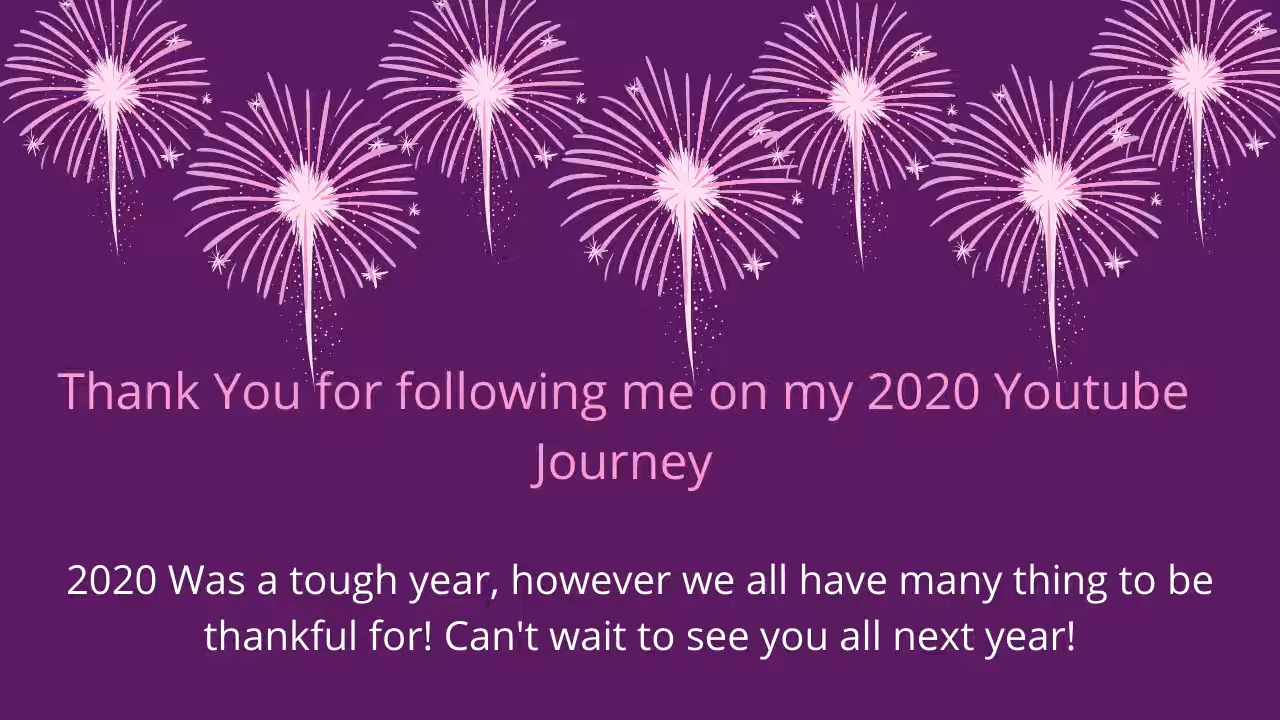 Thank You for following me on my 2020 Youtube
Journey
2020 Was a tough year, however we all have many thing to be
thankful for! Can't wait to see you all next year!